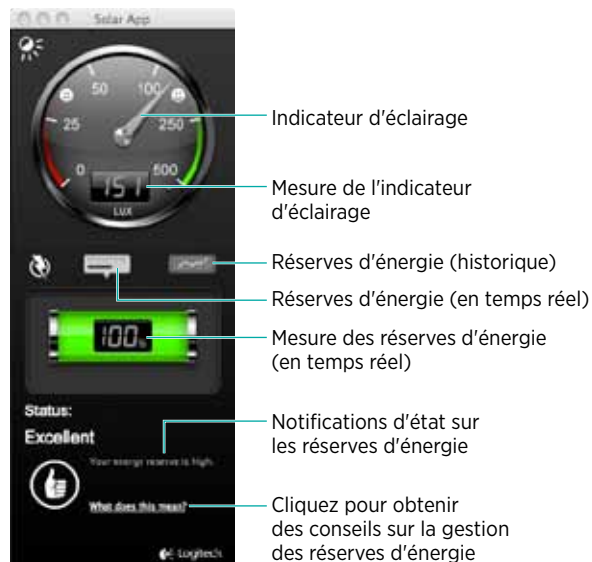 Solar App
50
100
25
250
0
500
151
LUX
Indicateur d'éclairage
Mesure de l'indicateur
d'éclairage
Réserves d'énergie (historique)
Réserves d'énergie (en temps réel)
100%
Mesure des réserves d'énergie
(en temps réel)
Status:
Excellent
Your energy reserve is high.
Notifications d'état sur
les réserves d'énergie
What does this mean?
Cliquez pour obtenir
des conseils sur la gestion
des réserves d'énergie
Logitech